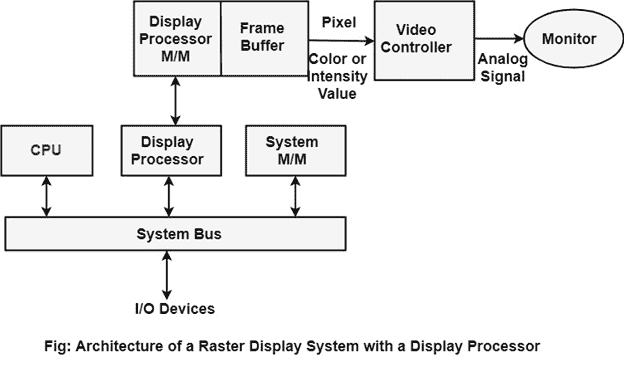 Display
Processor
M/M
Frame
Buffer
Pixel
Color or
Intensity
Value
Video
Controller
Analog
Signal
Monitor
CPU
Display
Processor
System
M/M
System Bus
I/O Devices
Fig: Architecture of a Raster Display System with a Display Processor